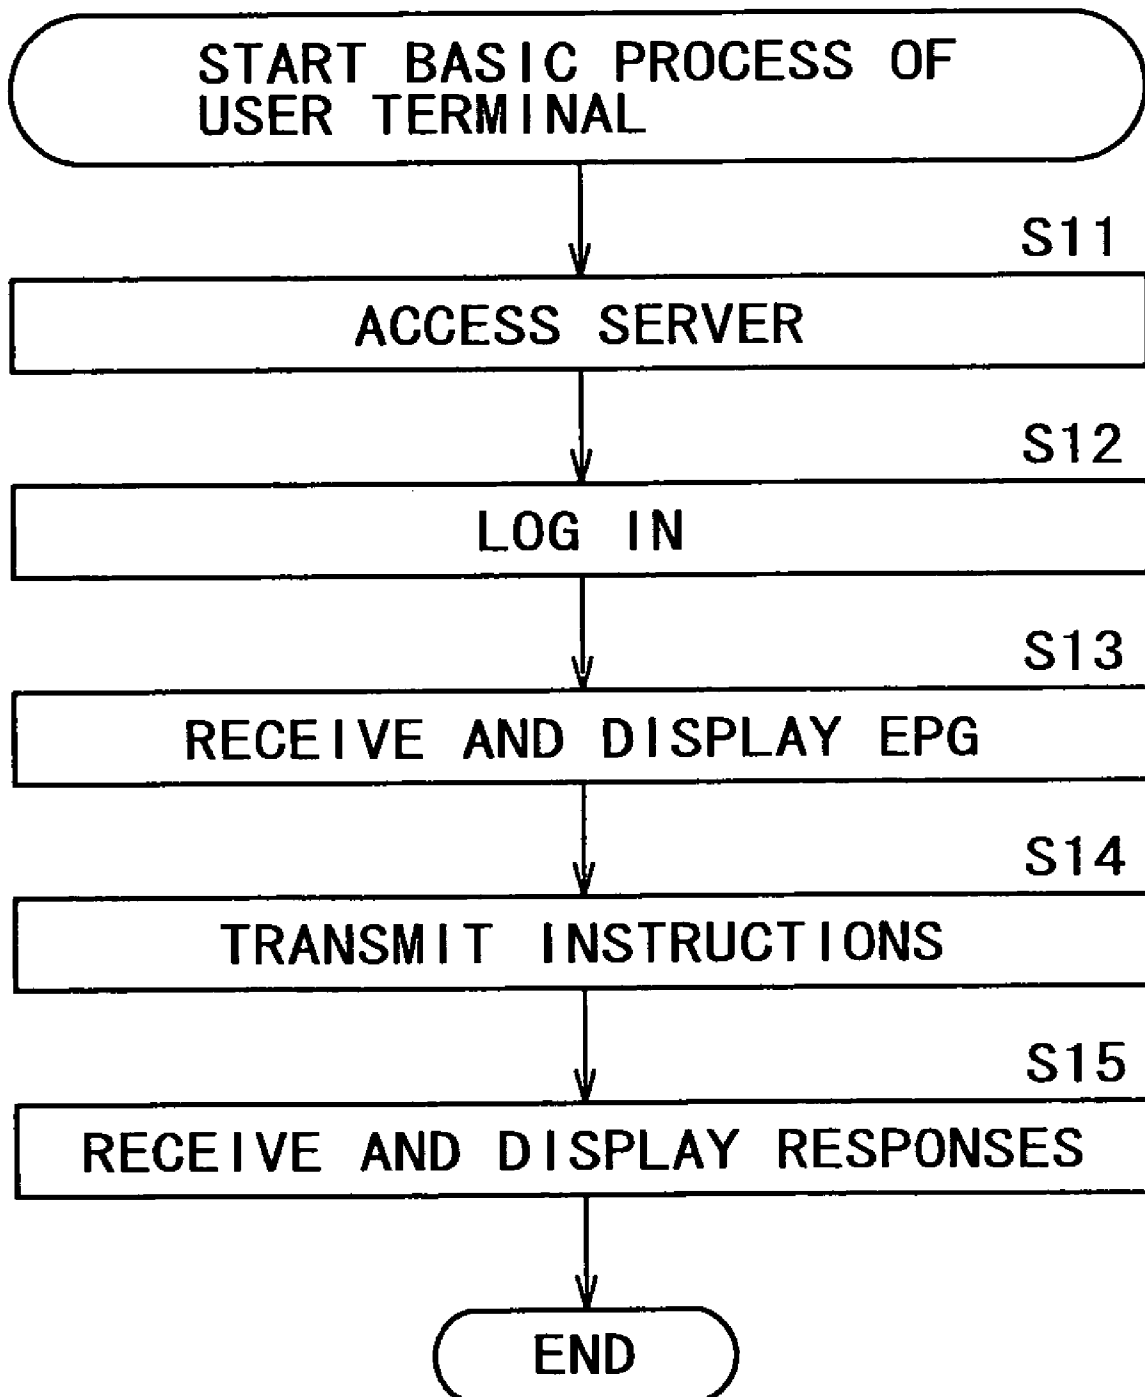 START BASIC PROCESS OF
USER TERMINAL
S11
ACCESS SERVER
S12
LOG IN
S13
RECEIVE AND DISPLAY EPG
S14
TRANSMIT INSTRUCTIONS
S15
RECEIVE AND DISPLAY RESPONSES
END